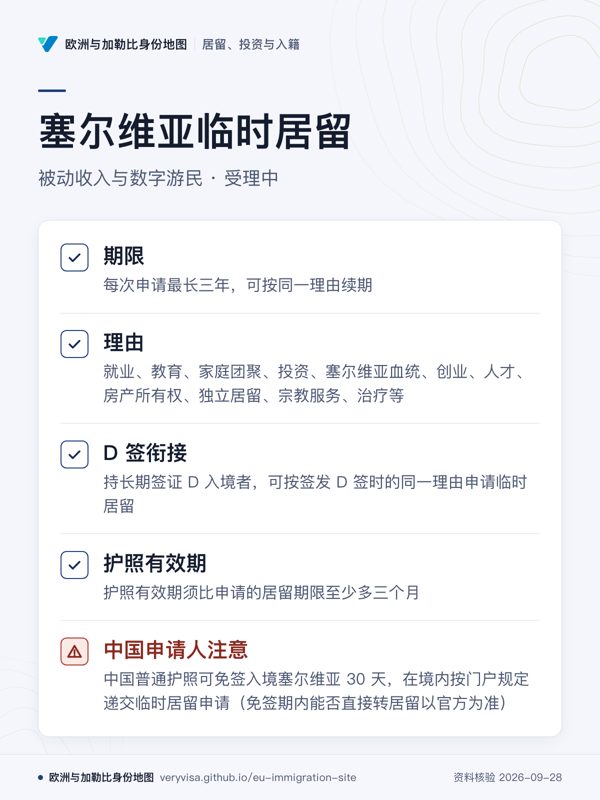 欧洲与加勒比身份地图 居留、投资与入籍
塞尔维亚临时居留
被动收入与数字游民 · 受理中
期限
每次申请最长三年，可按同一理由续期
理由
就业、教育、家庭团聚、投资、塞尔维亚血统、创业、人才、
房产所有权、独立居留、宗教服务、治疗等
D 签衔接
持长期签证 D 入境者，可按签发 D 签时的同一理由申请临时
居留
护照有效期
护照有效期须比申请的居留期限至少多三个月
中国申请人注意
中国普通护照可免签入境塞尔维亚 30 天，在境内按门户规定
递交临时居留申请（免签期内能否直接转居留以官方为准）
欧洲与加勒比身份地图 veryvisa.github.io/eu-immigration-site 资料核验 2026-09-28